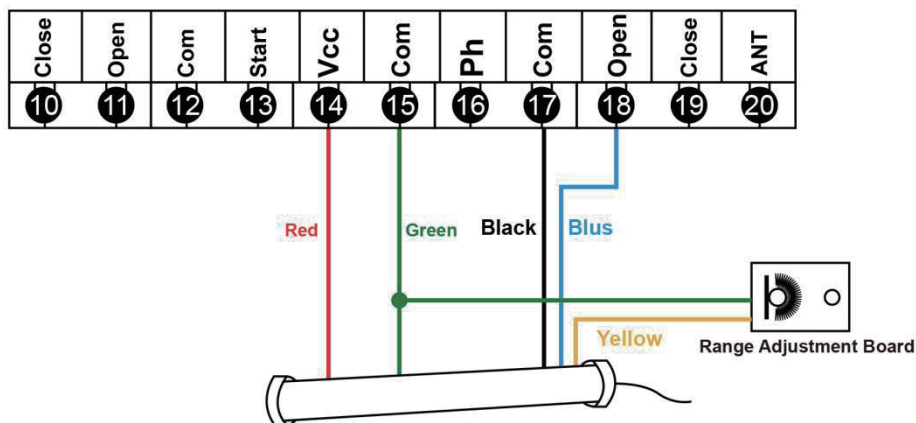 Close Open Com Start Vcc Com Ph Com Open Close ANT
10 11 12 13 14 15 16 17 18 19 20
Red Green Black Blus
Yellow
Range Adjustment Board